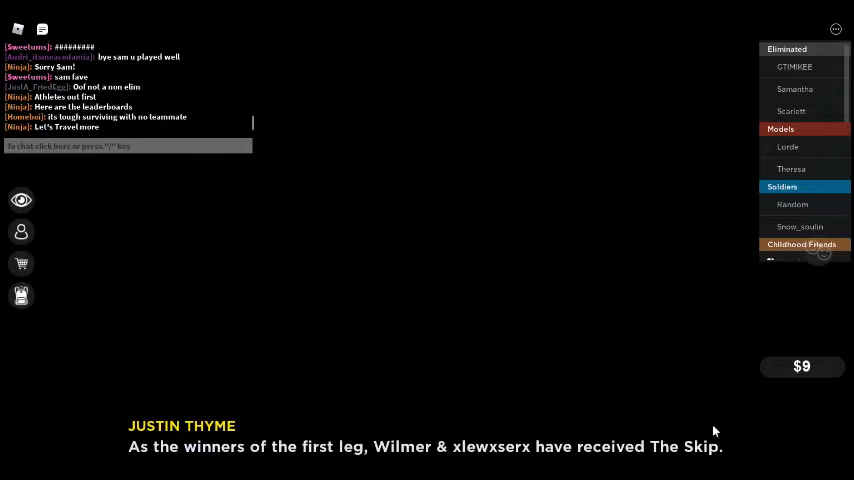 [Sweetums]: #########
[Audri_itsmeacedamia]: bye sam u played well
[Ninja]: Sorry Sam!
[Sweetums]: sam fave
[JustA_FriedEgg]: Oof not a non elim
[Ninja]: Athletes out first
[Ninja]: Here are the leaderboards
[Homeboi]: its tough surviving with no teammate
[Ninja]: Let's Travel more
To chat click here or press "/" key
Eliminated
GTIMIKEE
Samantha
Scarlett
Models
Lorde
Theresa
Soldiers
Random
Snow_soulin
Childhood Friends
$9
JUSTIN THYME
As the winners of the first leg, Wilmer & xlewxserx have received The Skip.